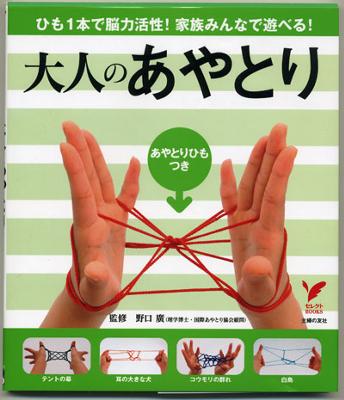 ひも1本で脳力活性！家族みんなで遊べる！
大人のあやとり
あやとりひも
つき
監修 野口 廣(理学博士・国際あやとり協会顧問)
セレクト
BOOKS
主婦の友社
テントの幕
耳の大きな犬
コウモリの群れ
白鳥